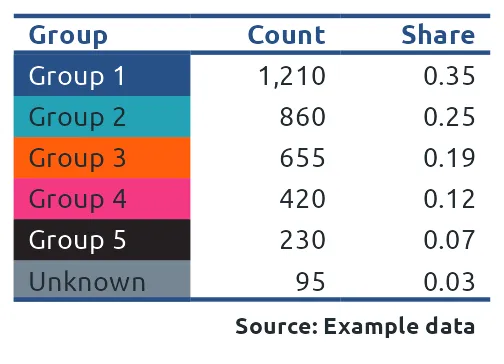 Group Count Share
Group 1 1,210 0.35
Group 2 860 0.25
Group 3 655 0.19
Group 4 420 0.12
Group 5 230 0.07
Unknown 95 0.03
Source: Example data